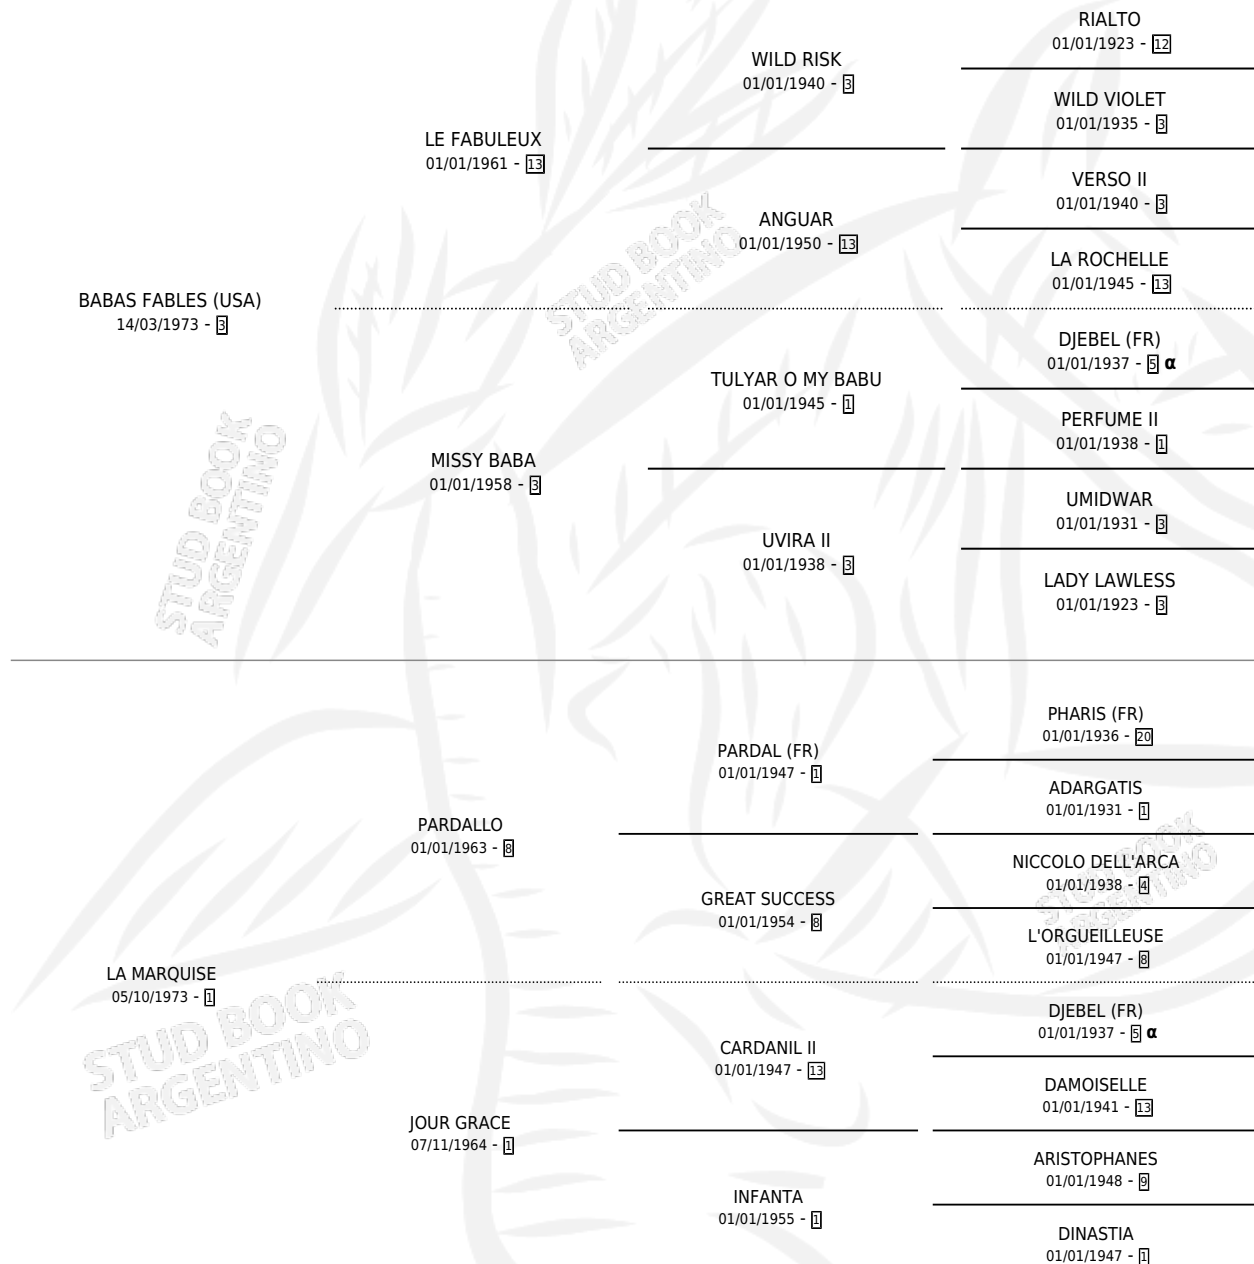 RIALTO
01/01/1923 - 12
WILD RISK
01/01/1940 - 3
WILD VIOLET
01/01/1935 - 3
LE FABULEUX
01/01/1961 - 13
VERSO II
01/01/1940 - 3
ANGUAR
01/01/1950 - 13
LA ROCHELLE
01/01/1945 - 13
BABAS FABLES (USA)
14/03/1973 - 3
DJEBEL (FR)
01/01/1937 - 5 α
TULYAR O MY BABU
01/01/1945 - 1
PERFUME II
01/01/1938 - 1
MISSY BABA
01/01/1958 - 3
UMIDWAR
01/01/1931 - 3
UVIRA II
01/01/1938 - 3
LADY LAWLESS
01/01/1923 - 3
PHARIS (FR)
01/01/1936 - 20
PARDAL (FR)
01/01/1947 - 1
ADARGATIS
01/01/1931 - 1
PARDALLO
01/01/1963 - 8
NICCOLO DELL'ARCA
01/01/1938 - 4
GREAT SUCCESS
01/01/1954 - 8
L'ORGUEILLEUSE
01/01/1947 - 8
LA MARQUISE
05/10/1973 - 1
DJEBEL (FR)
01/01/1937 - 5 α
CARDANIL II
01/01/1947 - 13
DAMOISELLE
01/01/1941 - 13
JOUR GRACE
07/11/1964 - 1
ARISTOPHANES
01/01/1948 - 9
INFANTA
01/01/1955 - 1
DINASTIA
01/01/1947 - 1
STUD BOOK
ARGENTINO
STUD BOOK
ARGENTINO
STUD BOOK
ARGENTINO
STUD BOOK
ARGENTINO